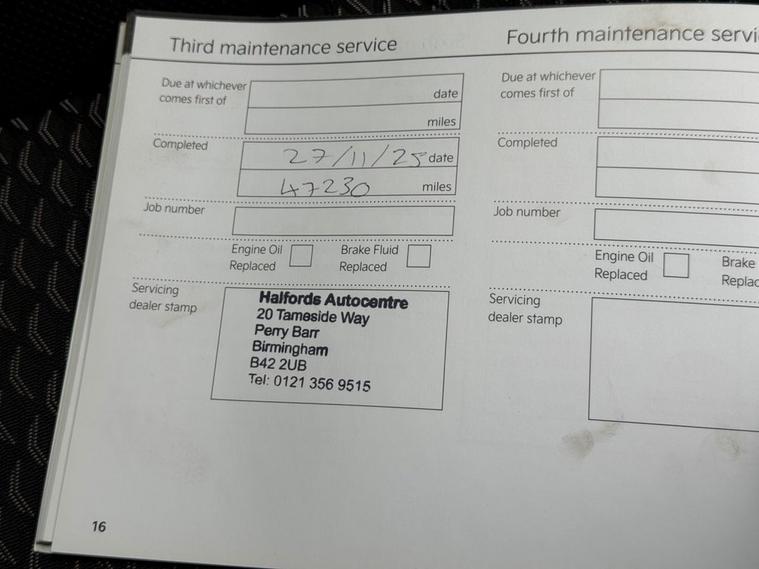 Third maintenance service
Due at whichever
comes first of
date
miles
Completed
27/11/25 date
47230 miles
Job number
Engine Oil
Replaced
Brake Fluid
Replaced
Servicing
dealer stamp
Halfords Autocentre
20 Tameside Way
Perry Barr
Birmingham
B42 2UB
Tel: 0121 356 9515
16
Fourth maintenance servi
Due at whichever
comes first of
Completed
Job number
Engine Oil
Replaced
Brake
Replac
Servicing
dealer stamp